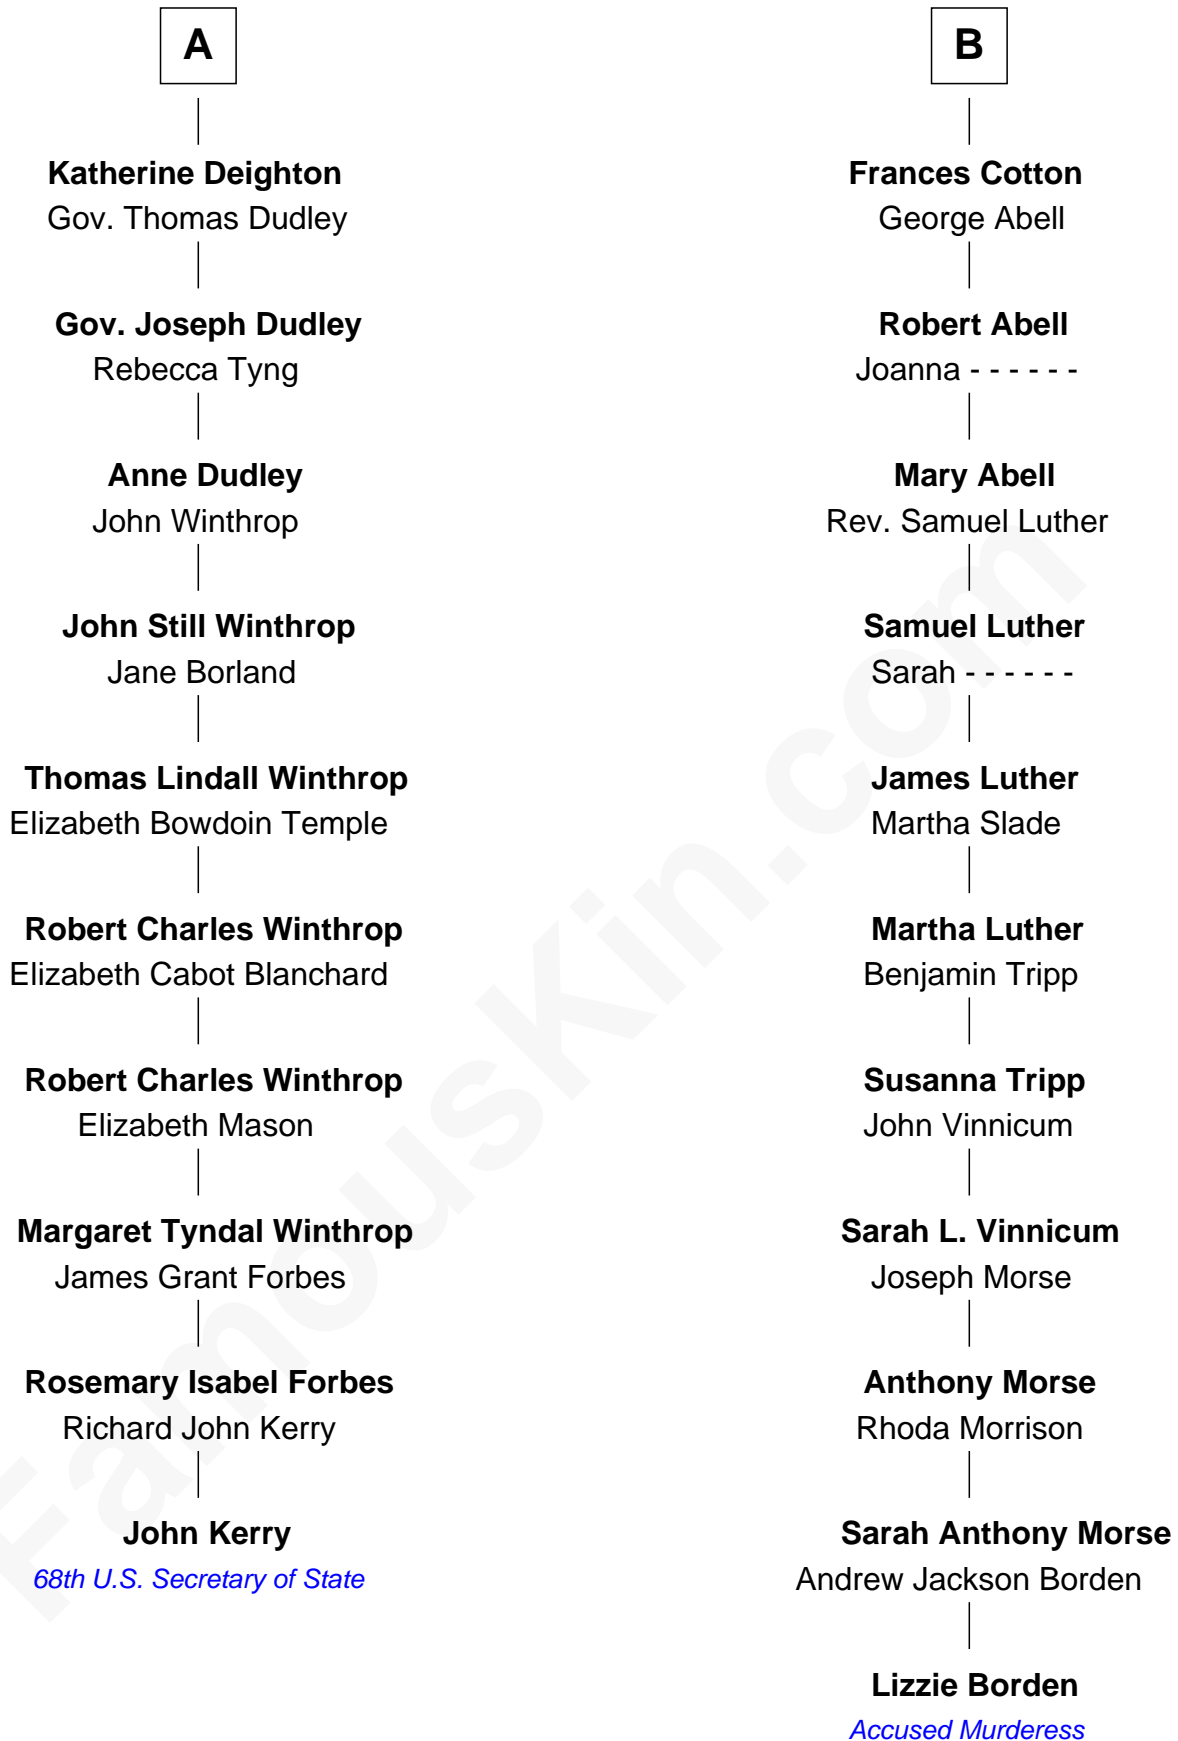 A
Katherine Deighton
Gov. Thomas Dudley
Gov. Joseph Dudley
Rebecca Tyng
Anne Dudley
John Winthrop
John Still Winthrop
Jane Borland
Thomas Lindall Winthrop
Elizabeth Bowdoin Temple
Robert Charles Winthrop
Elizabeth Cabot Blanchard
Robert Charles Winthrop
Elizabeth Mason
Margaret Tyndal Winthrop
James Grant Forbes
Rosemary Isabel Forbes
Richard John Kerry
John Kerry
68th U.S. Secretary of State
B
Frances Cotton
George Abell
Robert Abell
Joanna - - - - - -
Mary Abell
Rev. Samuel Luther
Samuel Luther
Sarah - - - - - -
James Luther
Martha Slade
Martha Luther
Benjamin Tripp
Susanna Tripp
John Vinnicum
Sarah L. Vinnicum
Joseph Morse
Anthony Morse
Rhoda Morrison
Sarah Anthony Morse
Andrew Jackson Borden
Lizzie Borden
Accused Murderess
FamousKin.com